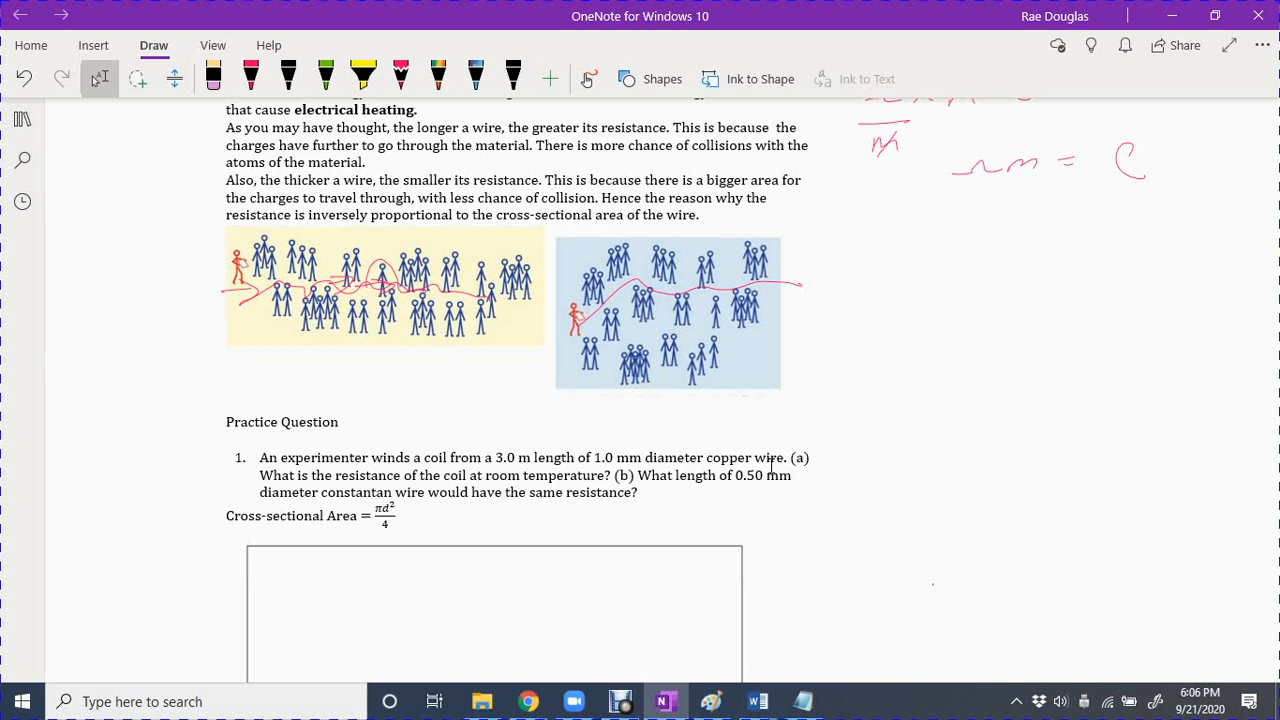 OneNote for Windows 10
Rae Douglas
Home
Insert
Draw
View
Help
Share
Shapes
Ink to Shape
Ink to Text
that cause electrical heating.
As you may have thought, the longer a wire, the greater its resistance. This is because the
charges have further to go through the material. There is more chance of collisions with the
atoms of the material.
Also, the thicker a wire, the smaller its resistance. This is because there is a bigger area for
the charges to travel through, with less chance of collision. Hence the reason why the
resistance is inversely proportional to the cross-sectional area of the wire.
m
Ωm =
Practice Question
1. An experimenter winds a coil from a 3.0 m length of 1.0 mm diameter copper wire. (a)
What is the resistance of the coil at room temperature? (b) What length of 0.50 mm
diameter constantan wire would have the same resistance?
Cross-sectional Area = πd²/4
Type here to search
6:06 PM
9/21/2020